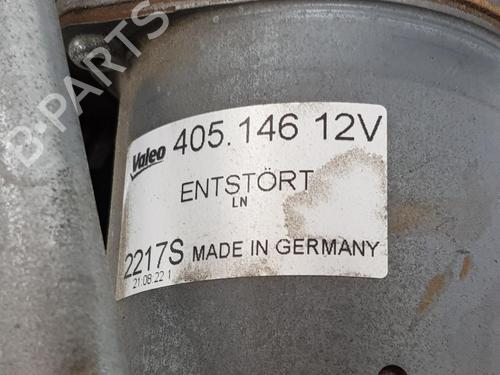 B-PARTS
Valeo 405.146 12V
ENTSTÖRT
LN
2217S MADE IN GERMANY
21.08.22 1